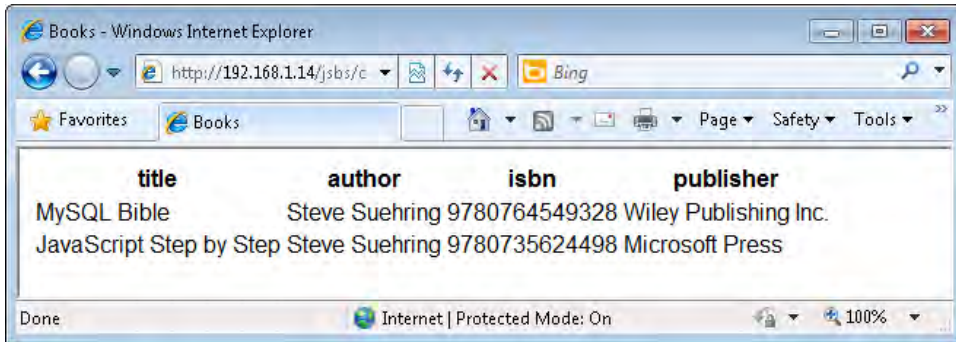 Books - Windows Internet Explorer
http://192.168.1.14/jsbs/c Bing
Favorites Books Page Safety Tools »
title author isbn publisher
MySQL Bible Steve Suehring 9780764549328 Wiley Publishing Inc.
JavaScript Step by Step Steve Suehring 9780735624498 Microsoft Press
Done Internet | Protected Mode: On 100%